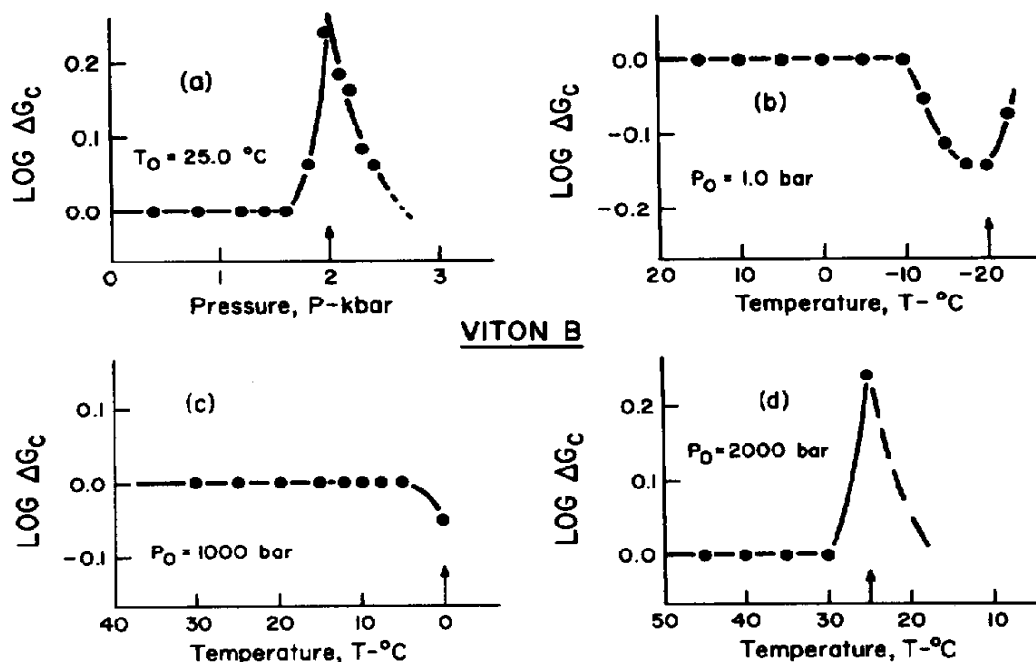 LOG ΔGC
0.2
0.1
0.0
(a)
TO = 25.0 °C
0 1 2 3
Pressure, P-kbar
LOG ΔGC
0.0
-0.1
-0.2
(b)
PO = 1.0 bar
20 10 0 -10 -20
Temperature, T-°C
VITON B
LOG ΔGC
0.1
0.0
-0.1
(c)
PO = 1000 bar
40 30 20 10 0
Temperature, T-°C
LOG ΔGC
0.2
0.1
0.0
(d)
PO = 2000 bar
50 40 30 20 10
Temperature, T-°C